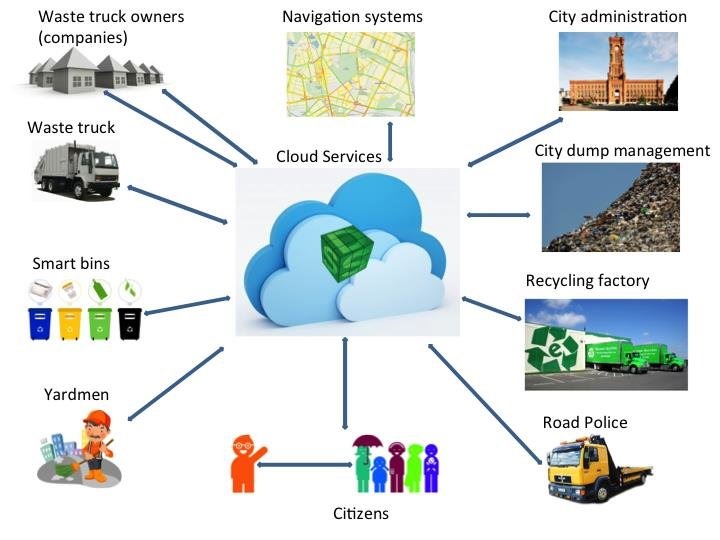 Waste truck owners
(companies)
Navigation systems
City administration
Waste truck
Cloud Services
City dump management
Smart bins
Recycling factory
Yardmen
Road Police
Citizens